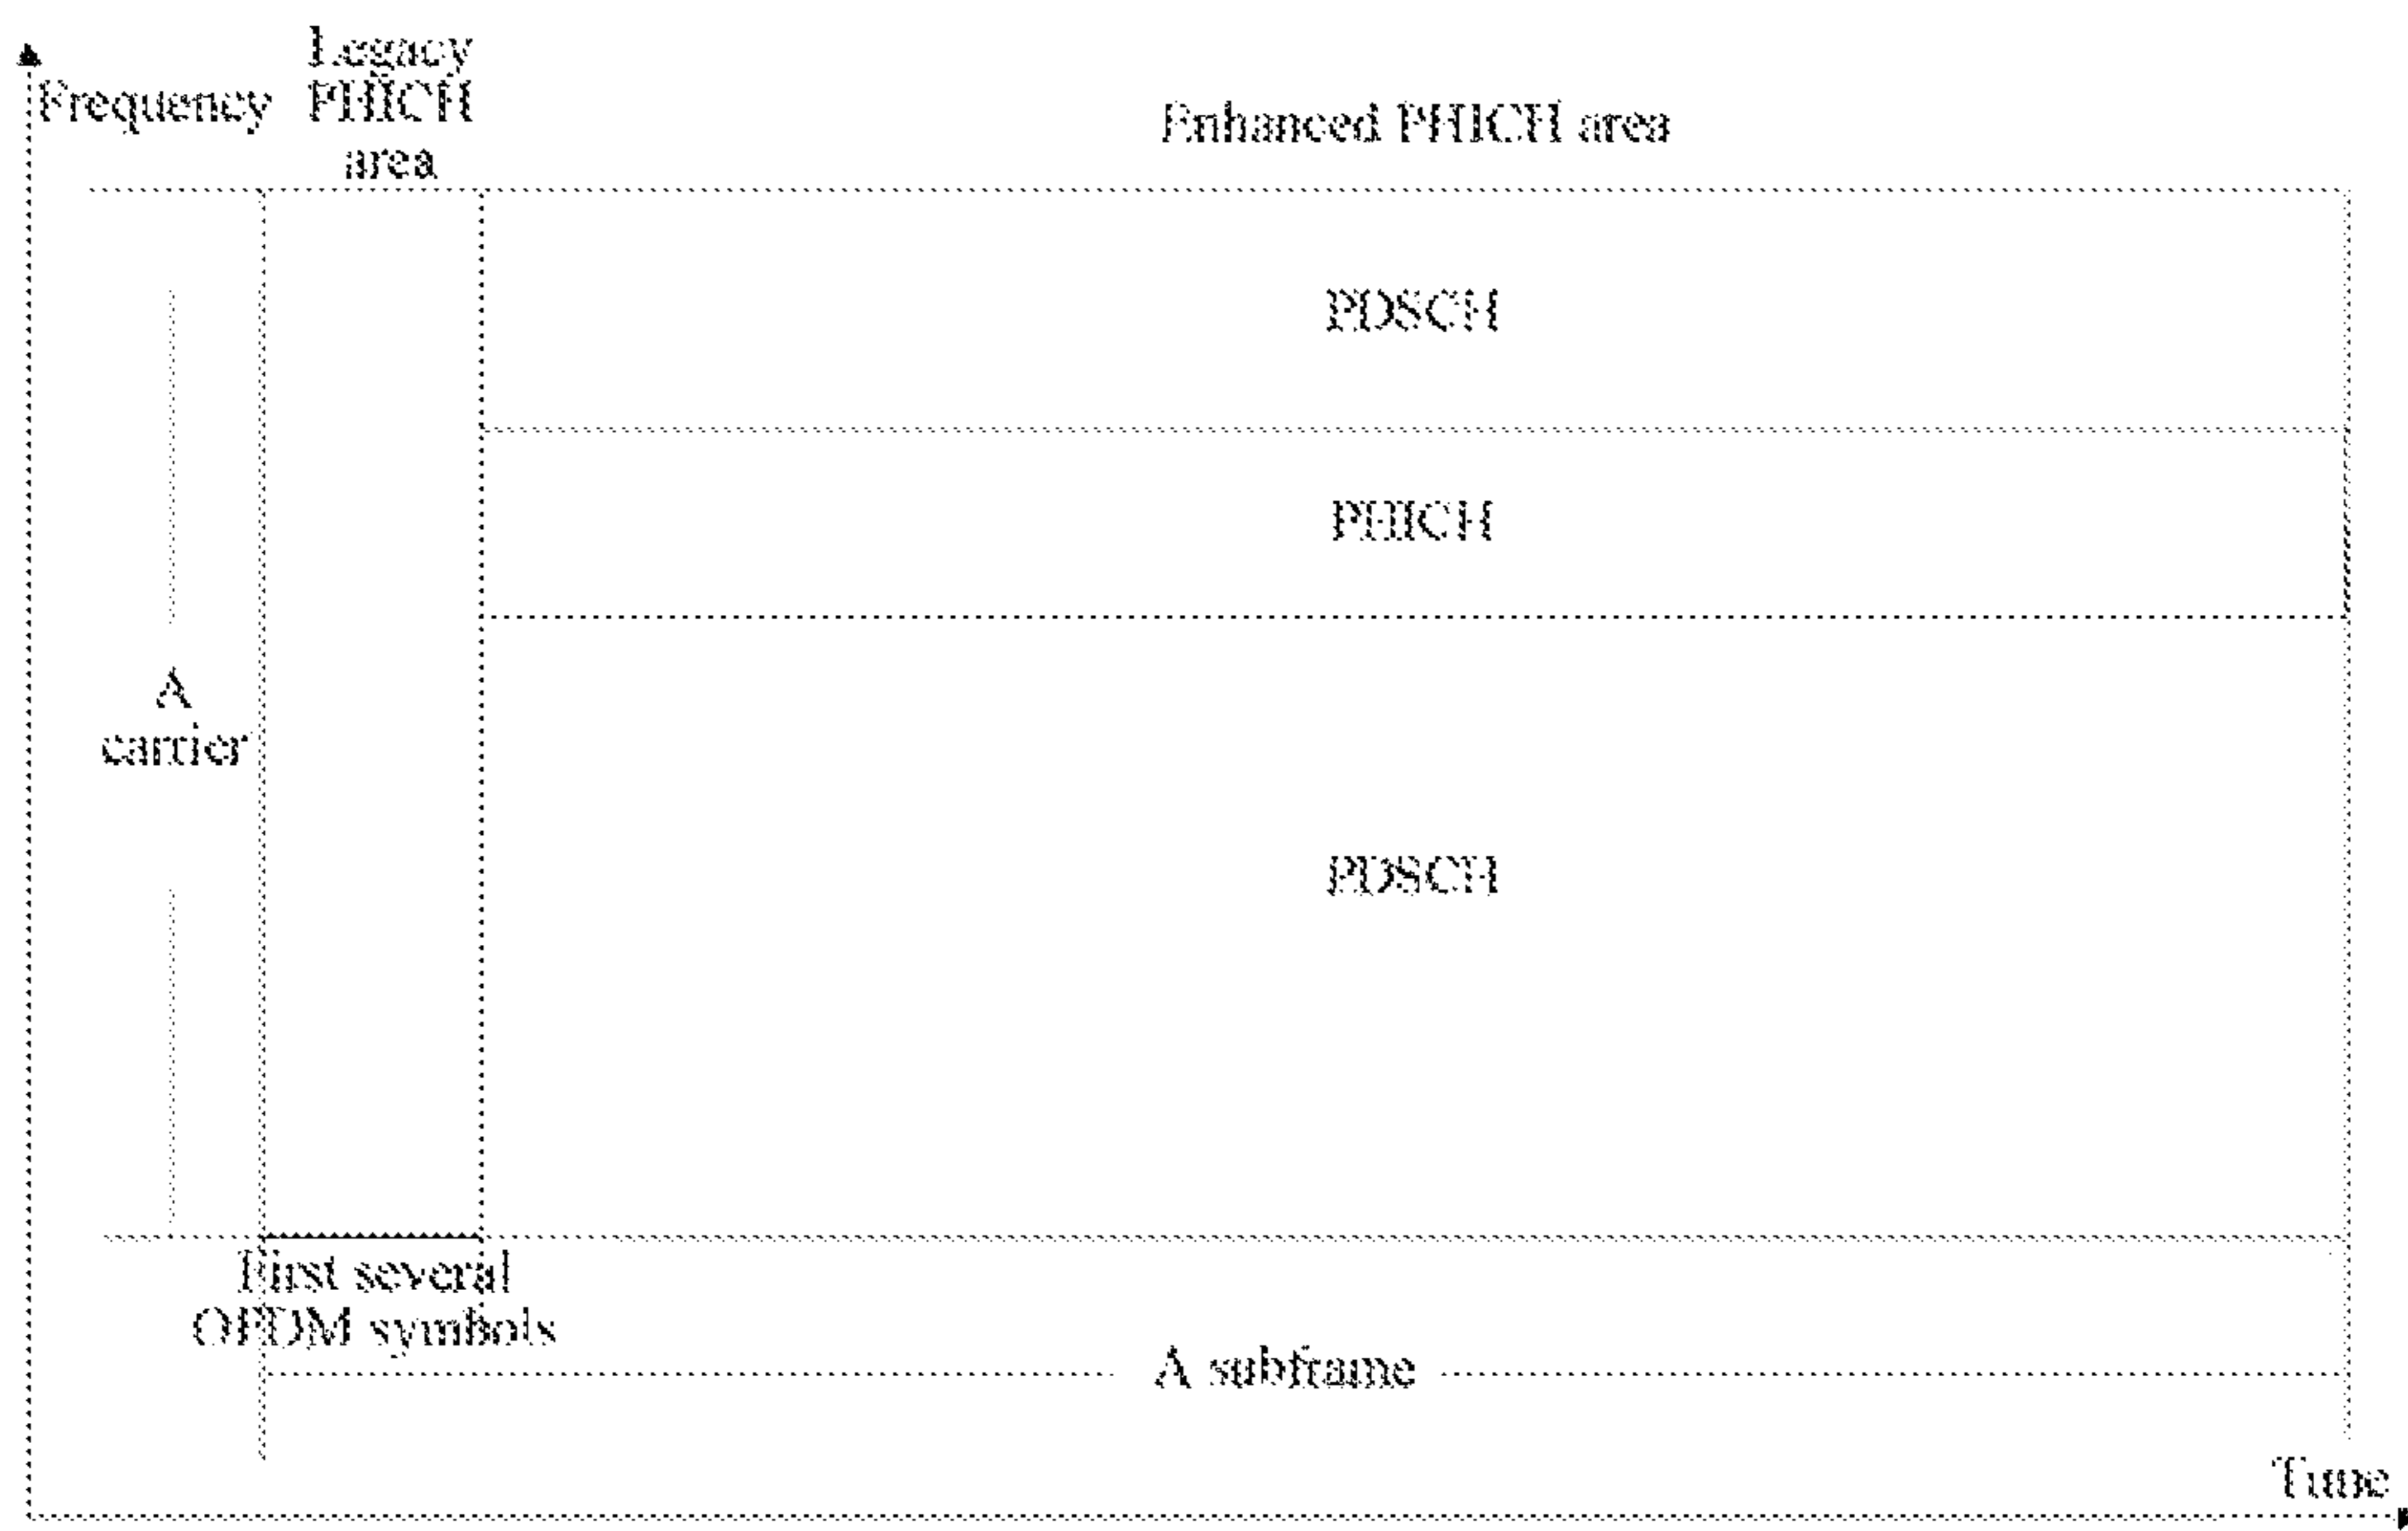 Frequency
Legacy
PHICH
area
Enhanced PHICH area
PDSCH
PHICH
A
carrier
PDSCH
First several
OFDM symbols
A subframe
Time